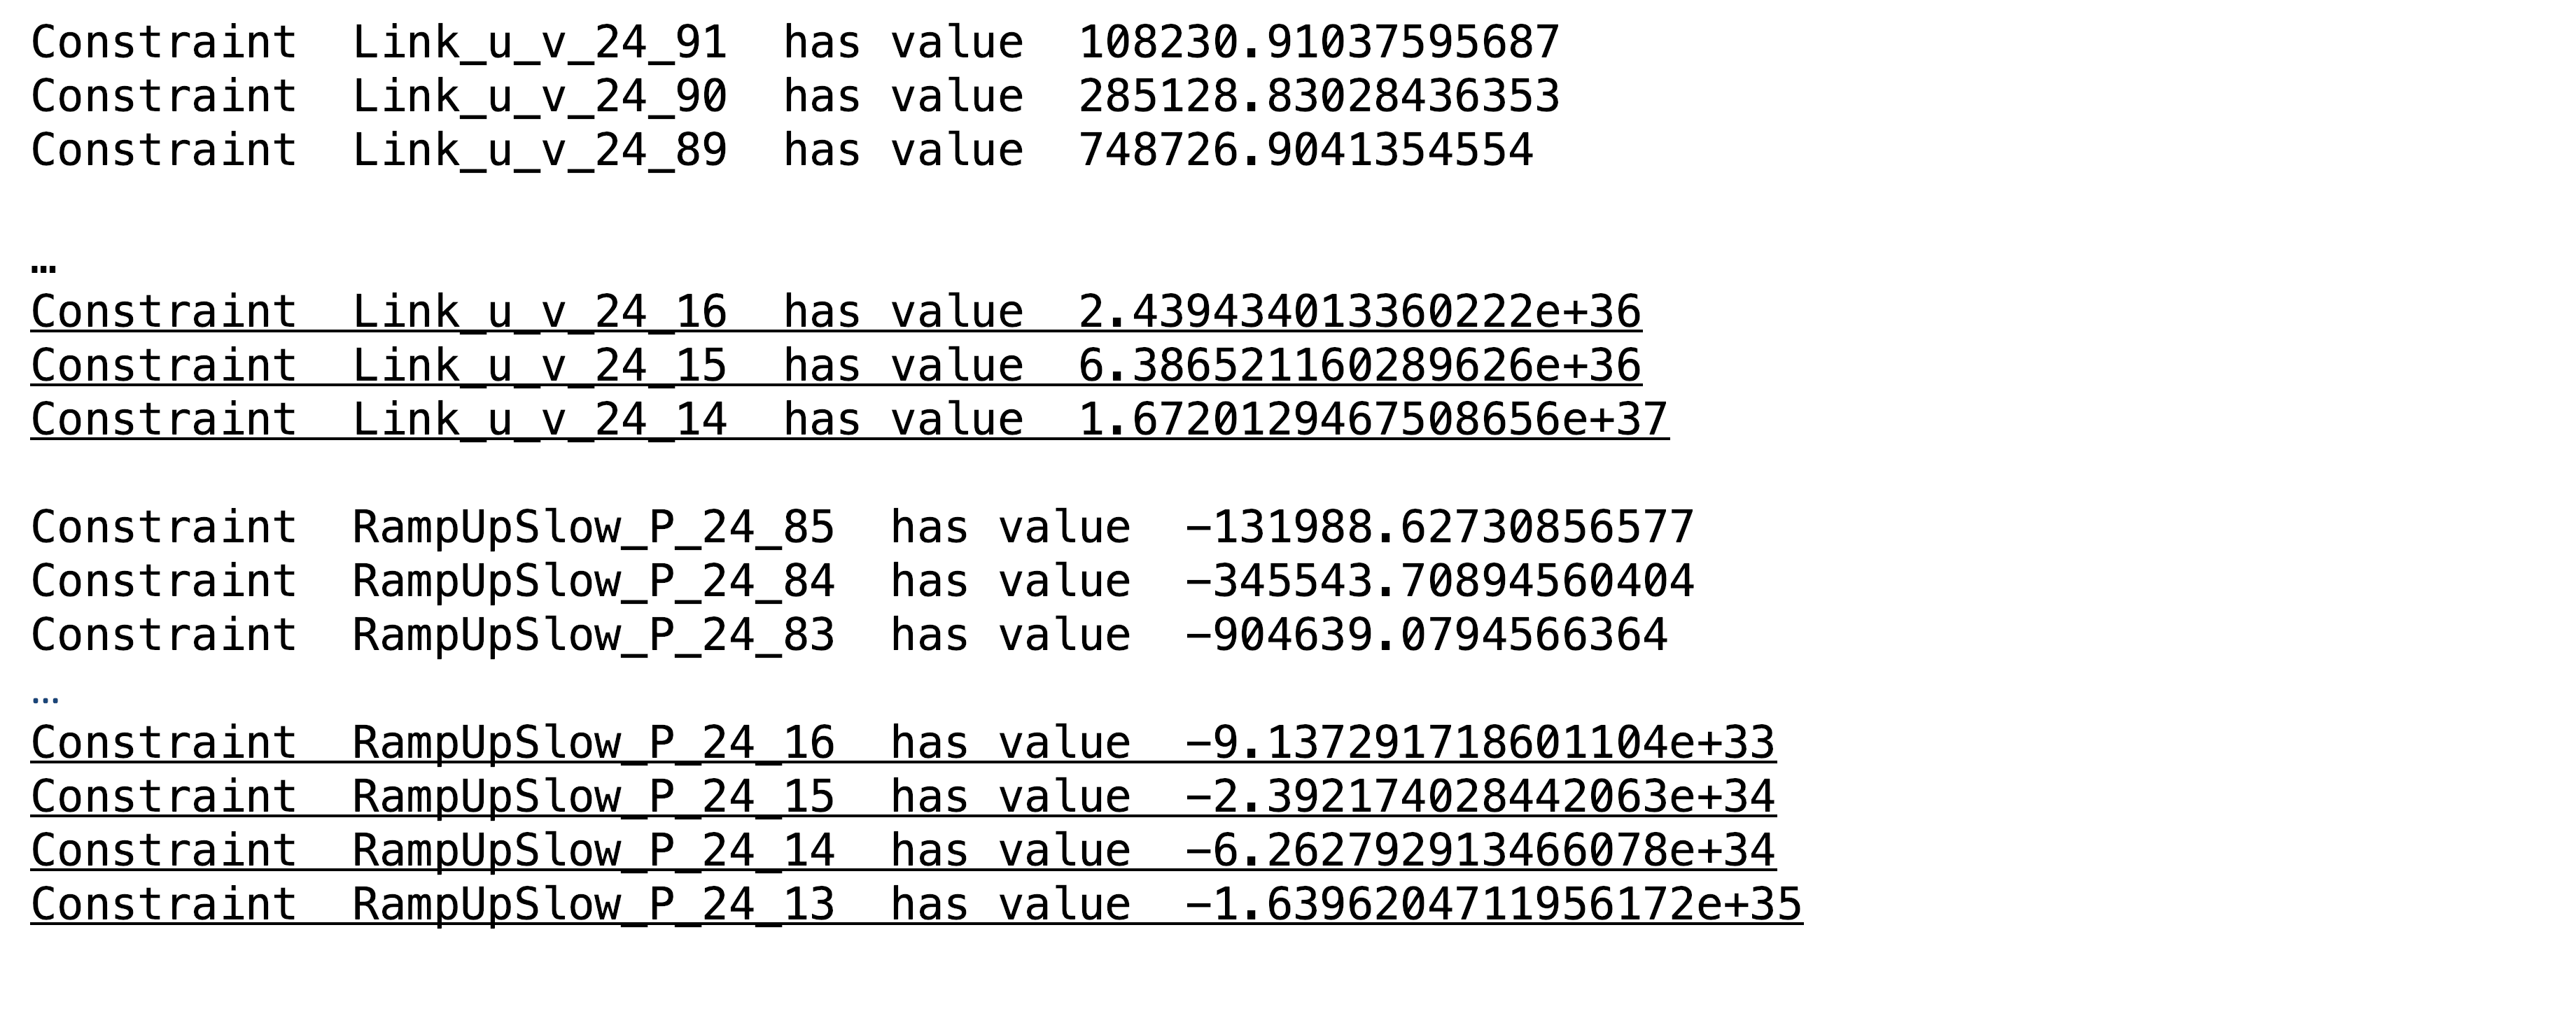 Constraint  Link_u_v_24_91  has value  108230.91037595687
Constraint  Link_u_v_24_90  has value  285128.83028436353
Constraint  Link_u_v_24_89  has value  748726.9041354554
…
Constraint  Link_u_v_24_16  has value  2.439434013360222e+36
Constraint  Link_u_v_24_15  has value  6.386521160289626e+36
Constraint  Link_u_v_24_14  has value  1.6720129467508656e+37
Constraint  RampUpSlow_P_24_85  has value  −131988.62730856577
Constraint  RampUpSlow_P_24_84  has value  −345543.70894560404
Constraint  RampUpSlow_P_24_83  has value  −904639.0794566364
…
Constraint  RampUpSlow_P_24_16  has value  −9.137291718601104e+33
Constraint  RampUpSlow_P_24_15  has value  −2.392174028442063e+34
Constraint  RampUpSlow_P_24_14  has value  −6.262792913466078e+34
Constraint  RampUpSlow_P_24_13  has value  −1.6396204711956172e+35